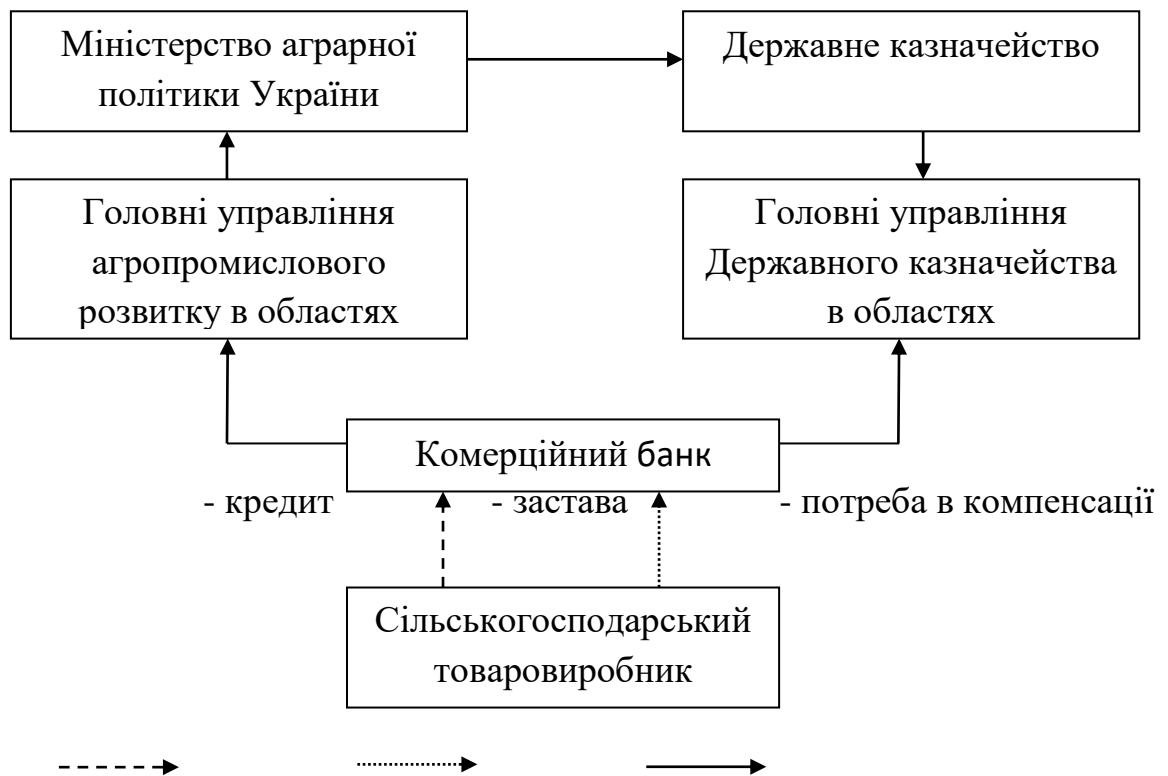 Міністерство аграрної
політики України
Державне казначейство
Головні управління
агропромислового
розвитку в областях
Головні управління
Державного казначейства
в областях
Комерційний банк
- кредит
- застава
- потреба в компенсації
Сільськогосподарський
товаровиробник